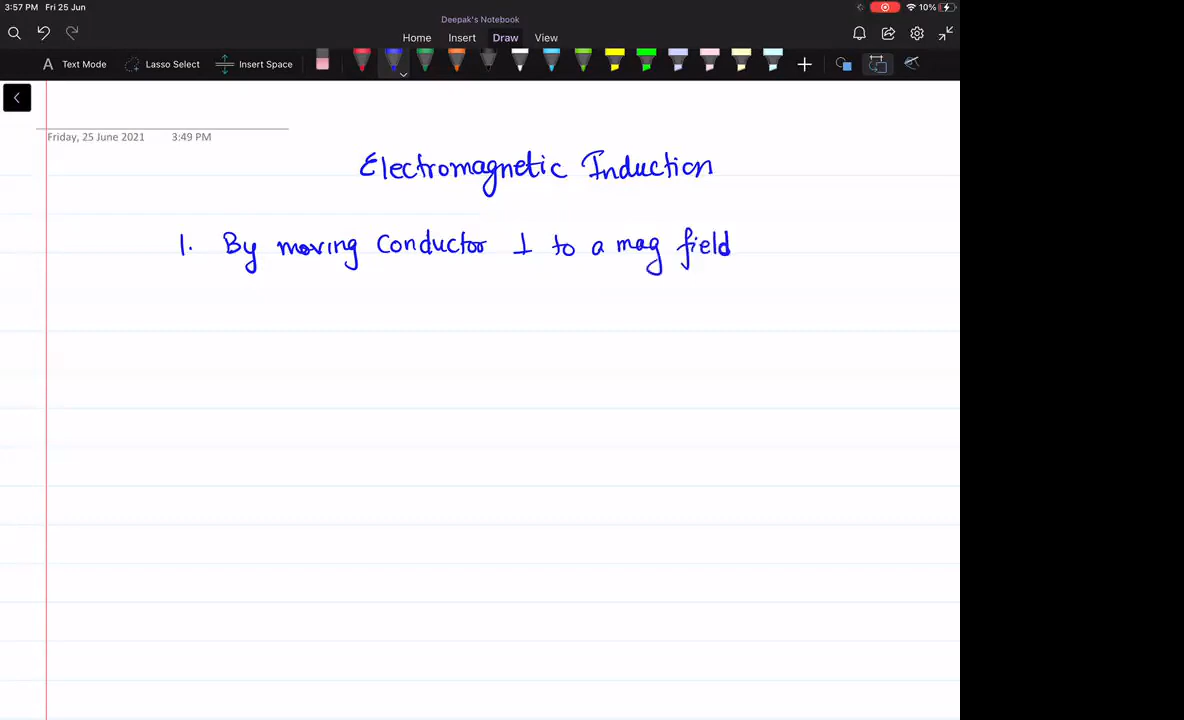 3:57 PM Fri 25 Jun
10%
Deepak's Notebook
Home Insert Draw View
A Text Mode Lasso Select Insert Space
Friday, 25 June 2021 3:49 PM
Electromagnetic Induction
1. By moving Conductor ⊥ to a mag field